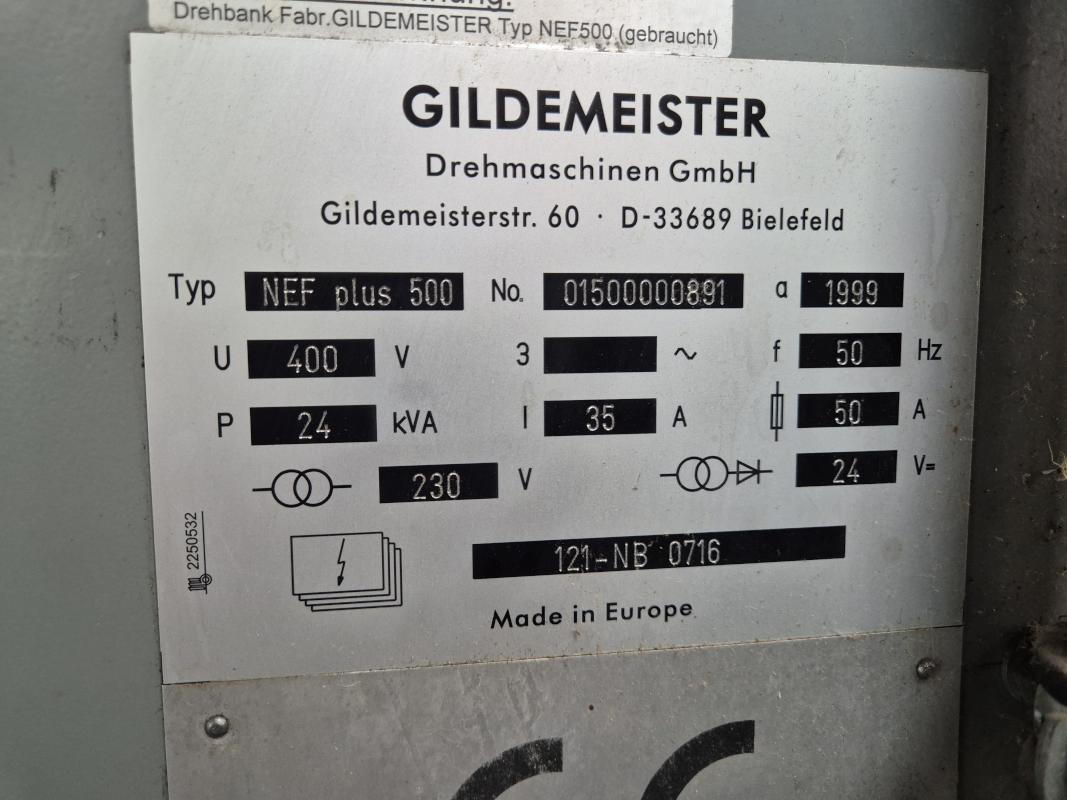 Drehbank Fabr.GILDEMEISTER Typ NEF500 (gebraucht)
GILDEMEISTER
Drehmaschinen GmbH
Gildemeisterstr. 60 · D-33689 Bielefeld
Typ NEF plus 500 No. 01500000891 a 1999
U 400 V 3 ~ f 50 Hz
P 24 kVA I 35 A 50 A
230 V 24 V=
2250532
121-NB 0716
Made in Europe
CE